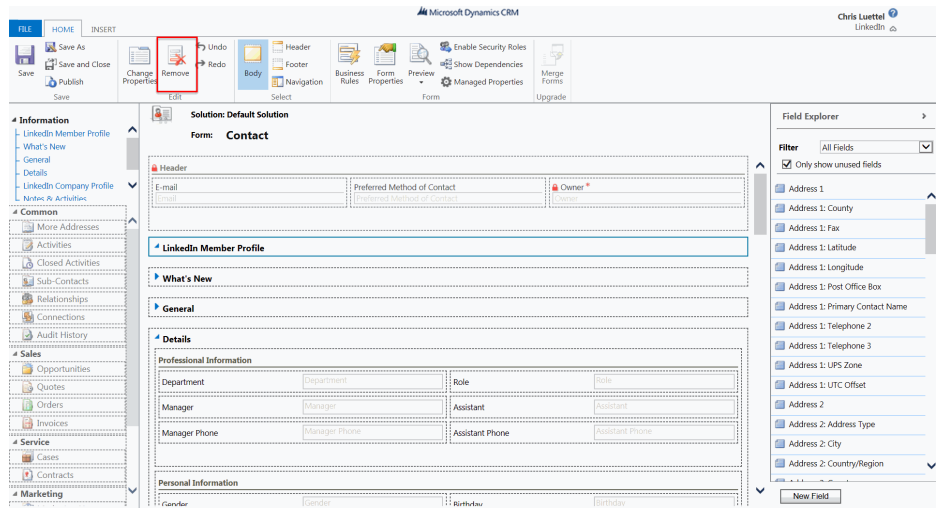 Microsoft Dynamics CRM
Chris Luettel
LinkedIn
FILE HOME INSERT
Save
Save As
Save and Close
Publish
Save
Change Properties
Remove
Undo
Redo
Edit
Body
Header
Footer
Navigation
Select
Business Rules
Form Properties
Preview
Enable Security Roles
Show Dependencies
Managed Properties
Form
Merge Forms
Upgrade
Information
LinkedIn Member Profile
What's New
General
Details
LinkedIn Company Profile
Notes & Activities
Common
More Addresses
Activities
Closed Activities
Sub-Contacts
Relationships
Connections
Audit History
Sales
Opportunities
Quotes
Orders
Invoices
Service
Cases
Contracts
Marketing
Solution: Default Solution
Form: Contact
Header
E-mail
Email
Preferred Method of Contact
Preferred Method of Contact
Owner *
Owner
LinkedIn Member Profile
What's New
General
Details
Professional Information
Department Department Role Role
Manager Manager Assistant Assistant
Manager Phone Manager Phone Assistant Phone Assistant Phone
Personal Information
Gender Gender Birthday Birthday
Field Explorer
Filter All Fields
Only show unused fields
Address 1
Address 1: County
Address 1: Fax
Address 1: Latitude
Address 1: Longitude
Address 1: Post Office Box
Address 1: Primary Contact Name
Address 1: Telephone 2
Address 1: Telephone 3
Address 1: UPS Zone
Address 1: UTC Offset
Address 2
Address 2: Address Type
Address 2: City
Address 2: Country/Region
New Field